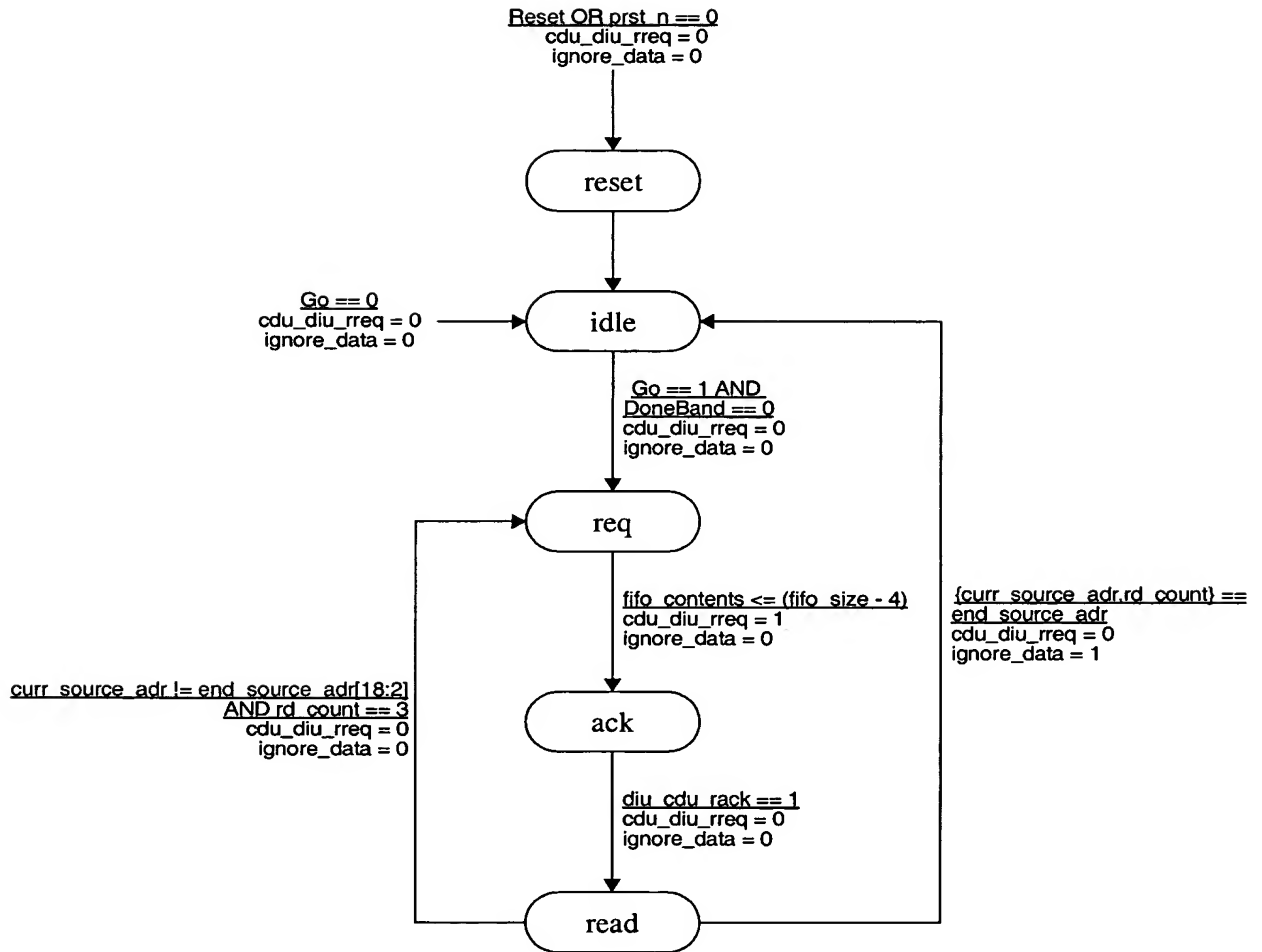 Reset OR prst_n == 0
cdu_diu_rreq = 0
ignore_data = 0
reset
Go == 0
cdu_diu_rreq = 0
ignore_data = 0
idle
Go == 1 AND
DoneBand == 0
cdu_diu_rreq = 0
ignore_data = 0
req
fifo_contents <= (fifo_size - 4)
cdu_diu_rreq = 1
ignore_data = 0
{curr_source_adr,rd_count} ==
end_source_adr
cdu_diu_rreq = 0
ignore_data = 1
curr_source_adr != end_source_adr[18:2]
AND rd_count == 3
cdu_diu_rreq = 0
ignore_data = 0
ack
diu_cdu_rack == 1
cdu_diu_rreq = 0
ignore_data = 0
read